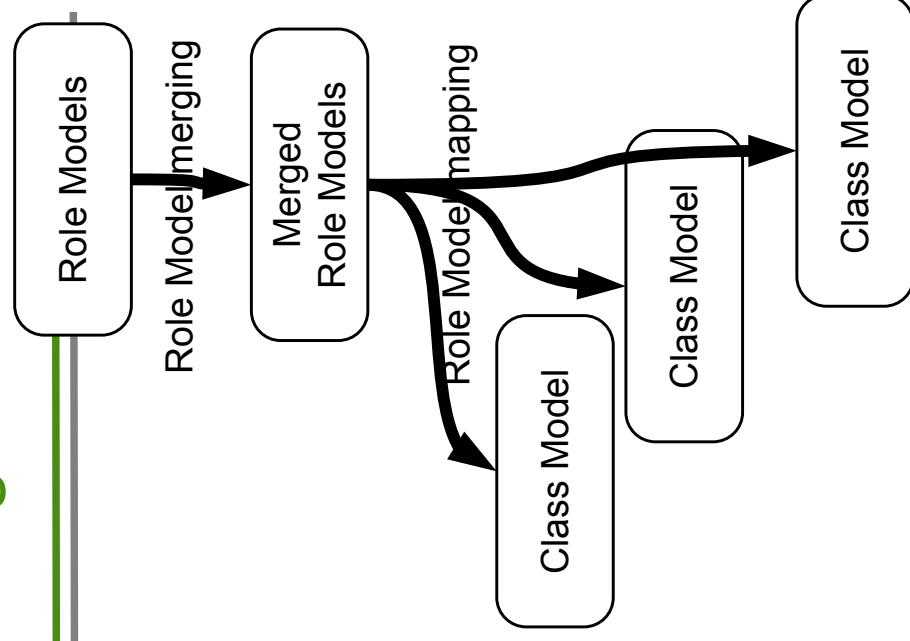 Role Models
Role Model merging
Merged
Role Models
Role Model mapping
Class Model
Class Model
Class Model